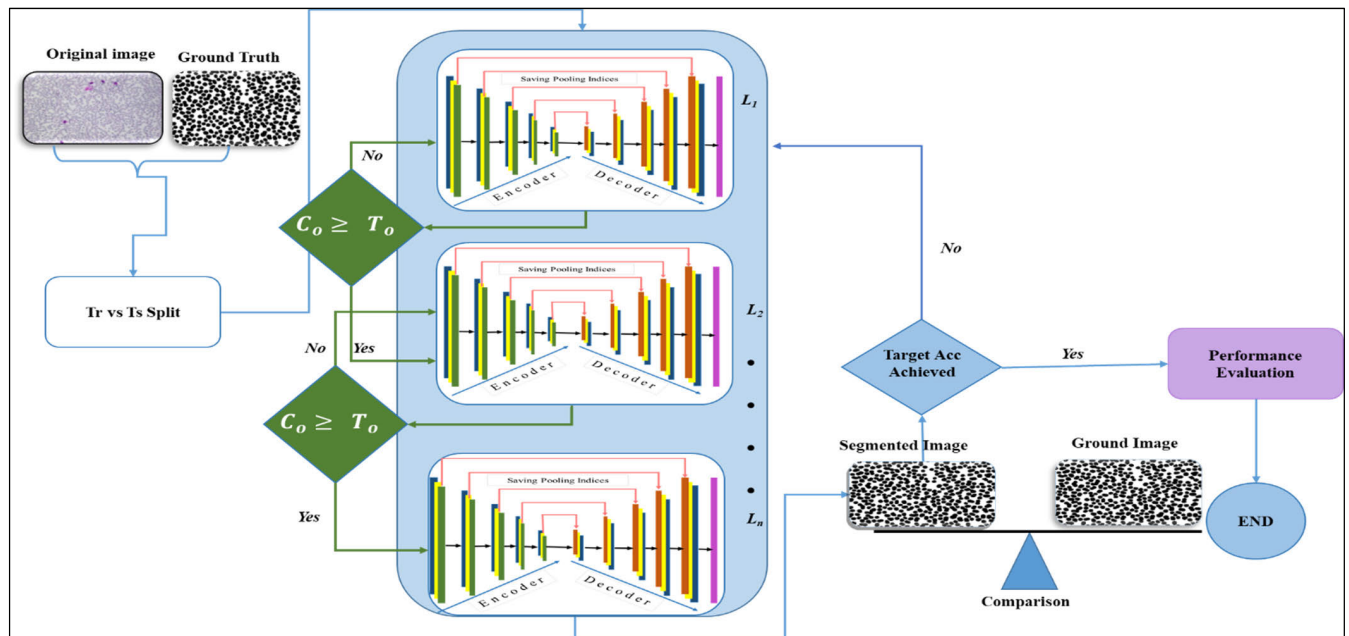 Original image
Ground Truth
Tr vs Ts Split
Saving Pooling Indices
L₁
Encoder
Decoder
No
Cₒ ≥ Tₒ
Saving Pooling Indices
L₂
Encoder
Decoder
No
Yes
Cₒ ≥ Tₒ
Yes
Saving Pooling Indices
Lₙ
Encoder
Decoder
No
Target Acc
Achieved
Yes
Performance
Evaluation
Segmented Image
Ground Image
END
Comparison